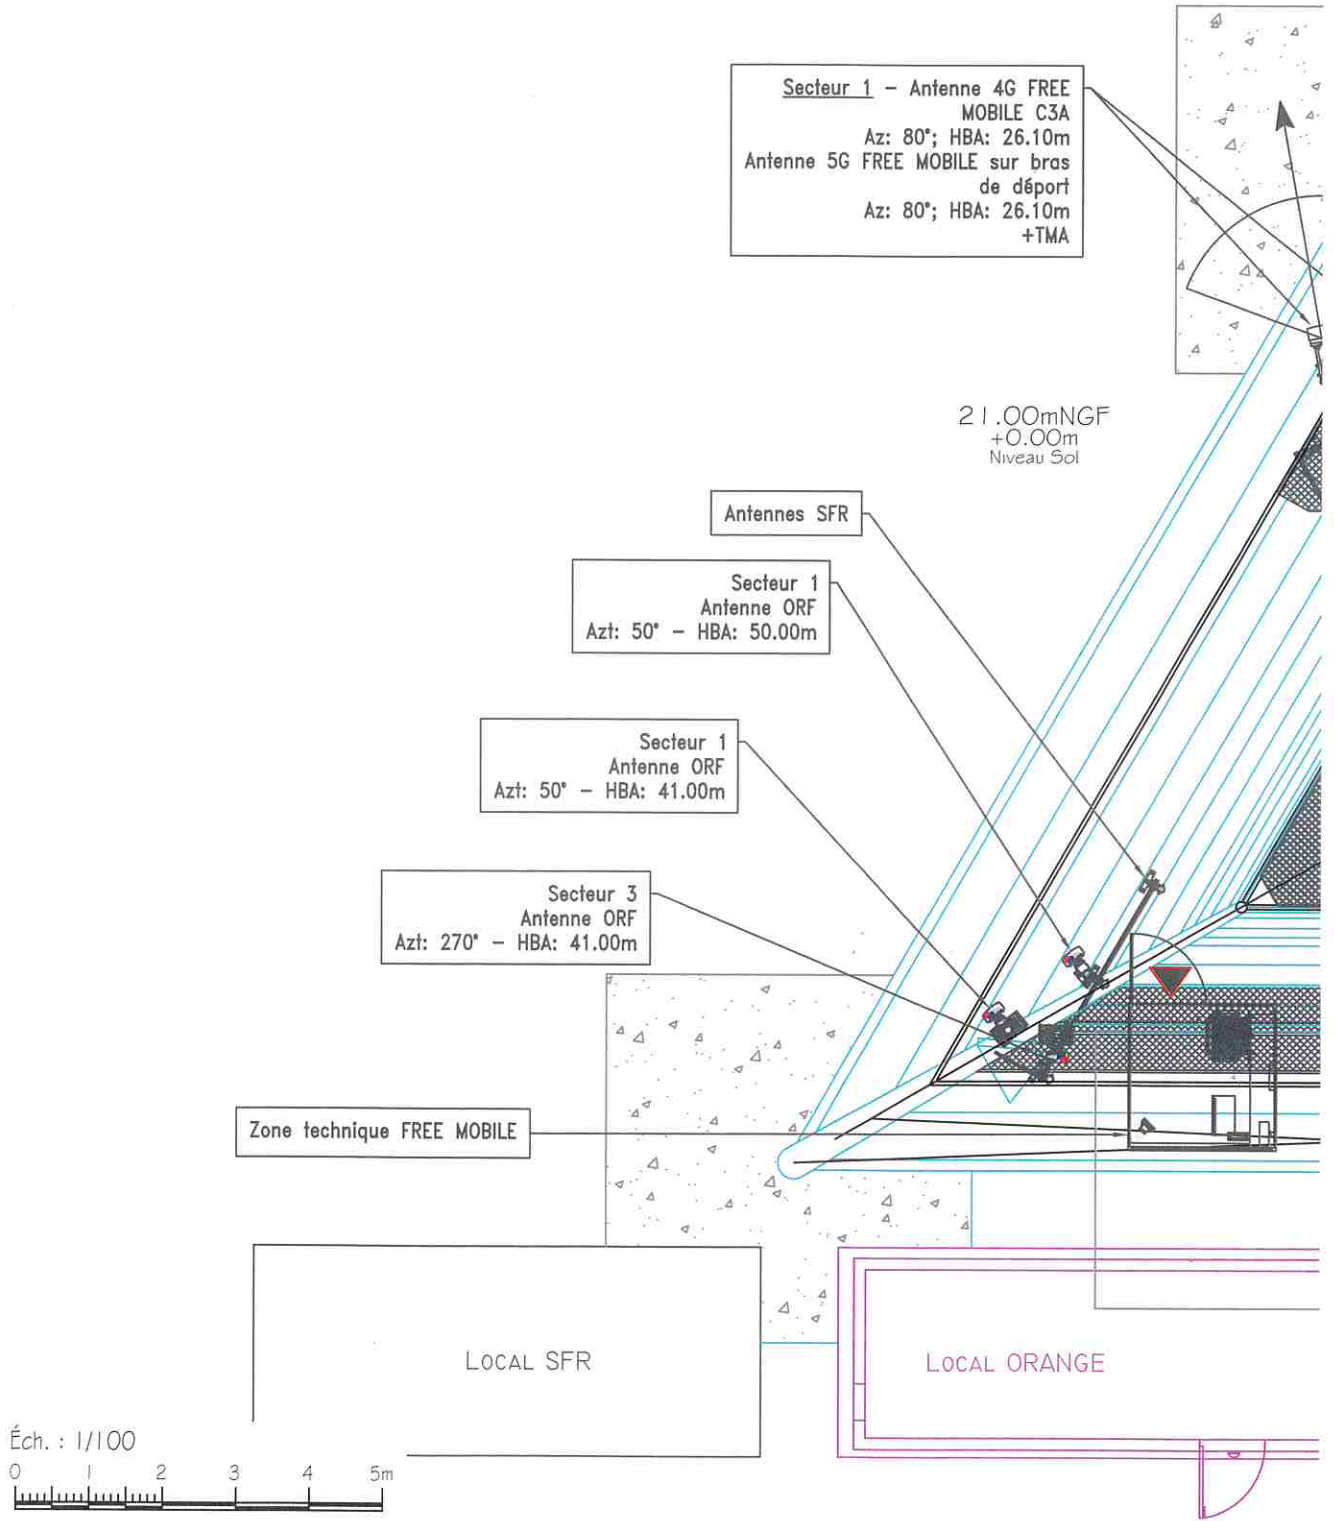 Secteur 1 – Antenne 4G FREE
MOBILE C3A
Az: 80°; HBA: 26.10m
Antenne 5G FREE MOBILE sur bras
de déport
Az: 80°; HBA: 26.10m
+TMA
21.00mNGF
+0.00m
Niveau Sol
Antennes SFR
Secteur 1
Antenne ORF
Azt: 50° – HBA: 50.00m
Secteur 1
Antenne ORF
Azt: 50° – HBA: 41.00m
Secteur 3
Antenne ORF
Azt: 270° – HBA: 41.00m
Zone technique FREE MOBILE
LOCAL SFR
LOCAL ORANGE
Éch. : 1/100
0 1 2 3 4 5m